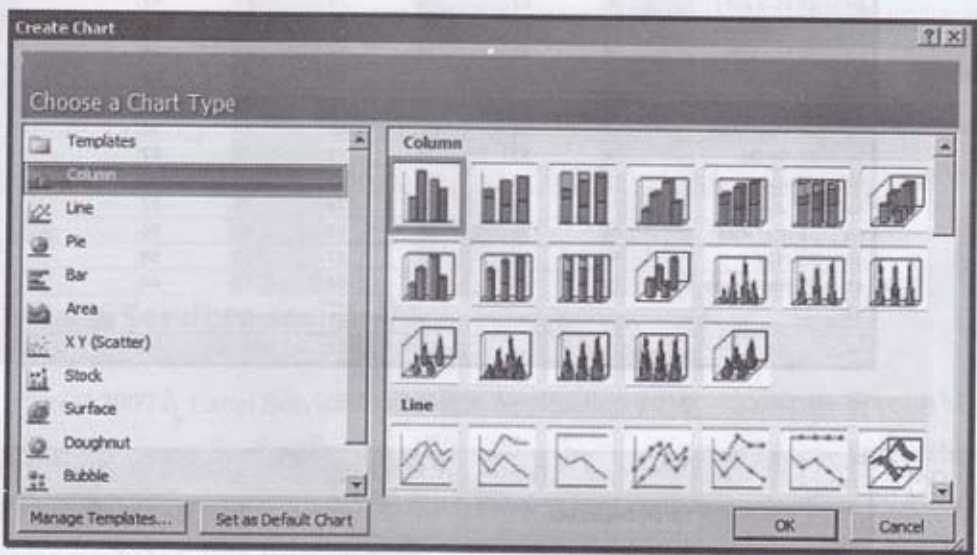 Create Chart
Choose a Chart Type
Templates
Column
Line
Pie
Bar
Area
X Y (Scatter)
Stock
Surface
Doughnut
Bubble
Manage Templates...
Set as Default Chart
Column
Line
OK
Cancel